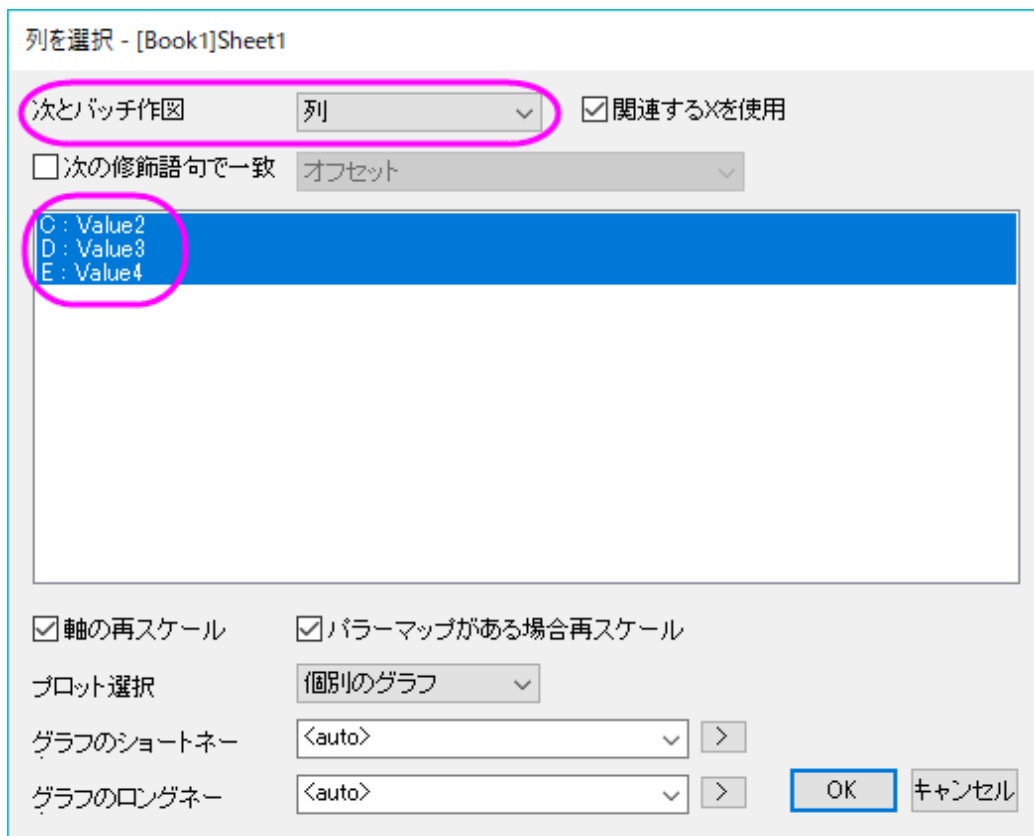 列を選択 - [Book1]Sheet1
次とバッチ作図 列 関連するXを使用
次の修飾語句で一致 オフセット
C : Value2
D : Value3
E : Value4
軸の再スケール パラーマップがある場合再スケール
プロット選択 個別のグラフ
グラフのショートネー <auto> >
グラフのロングネー <auto> > OK キャンセル